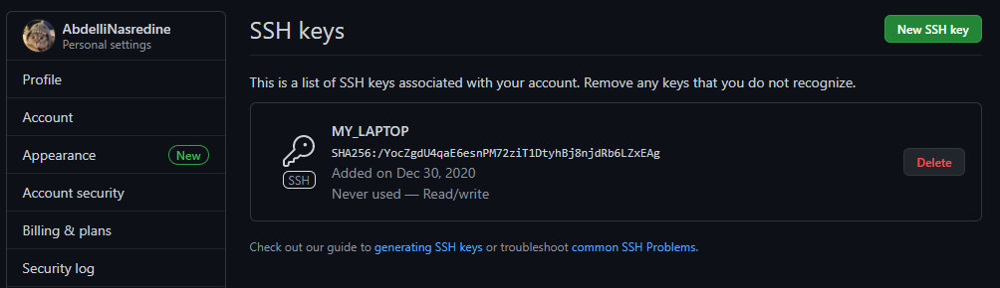 AbdelliNasredine
Personal settings
Profile
Account
Appearance New
Account security
Billing & plans
Security log
SSH keys
New SSH key
This is a list of SSH keys associated with your account. Remove any keys that you do not recognize.
MY_LAPTOP
SHA256:/YocZgdU4qaE6esnPM72ziT1DtyhBj8njdRb6LZxEAg
Added on Dec 30, 2020
Never used — Read/write
SSH
Delete
Check out our guide to generating SSH keys or troubleshoot common SSH Problems.